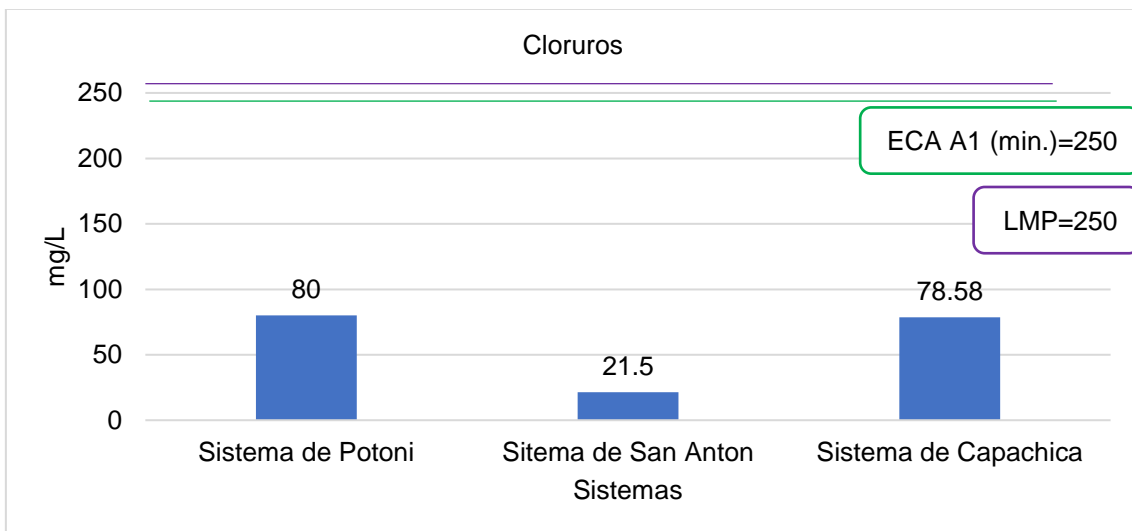 Cloruros
250
200
150
100
50
0
mg/L
ECA A1 (min.)=250
LMP=250
80
21.5
78.58
Sistema de Potoni
Sitema de San Anton
Sistema de Capachica
Sistemas